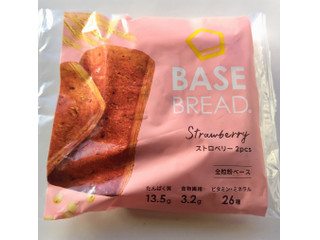 BASE
BREAD®
Strawberry
ストロベリー 2pcs
全粒粉ベース
たんぱく質 食物繊維 ビタミン・ミネラル
13.5g 3.2g 26種